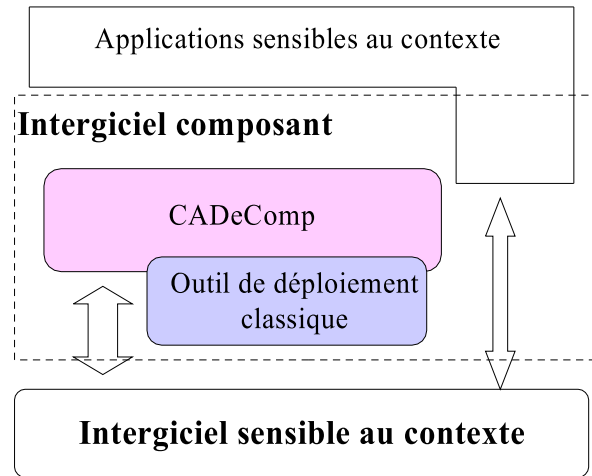 Applications sensibles au contexte
Intergiciel composant
CADeComp
Outil de déploiement
classique
Intergiciel sensible au contexte